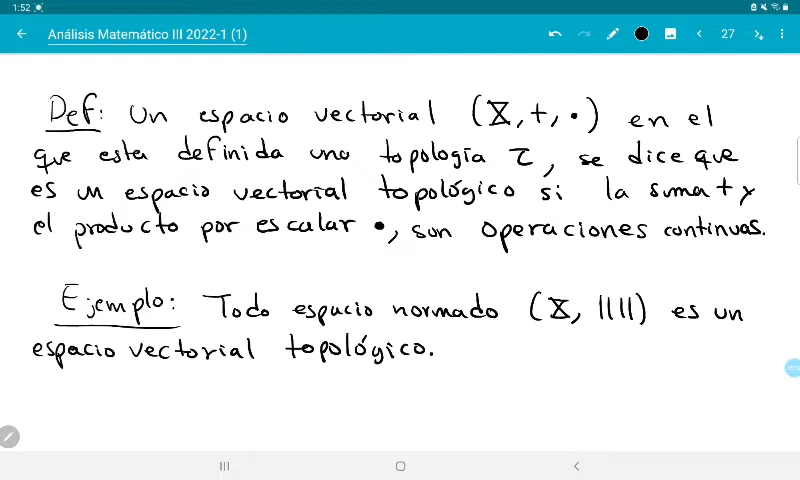 1:52
Análisis Matemático III 2022-1 (1)
27
Def: Un espacio vectorial (X, +, •) en el
que esta definida una topología τ, se dice que
es un espacio vectorial topológico si la suma + y
el producto por escalar •, son operaciones continuas.
Ejemplo: Todo espacio normado (X, || ||) es un
espacio vectorial topológico.